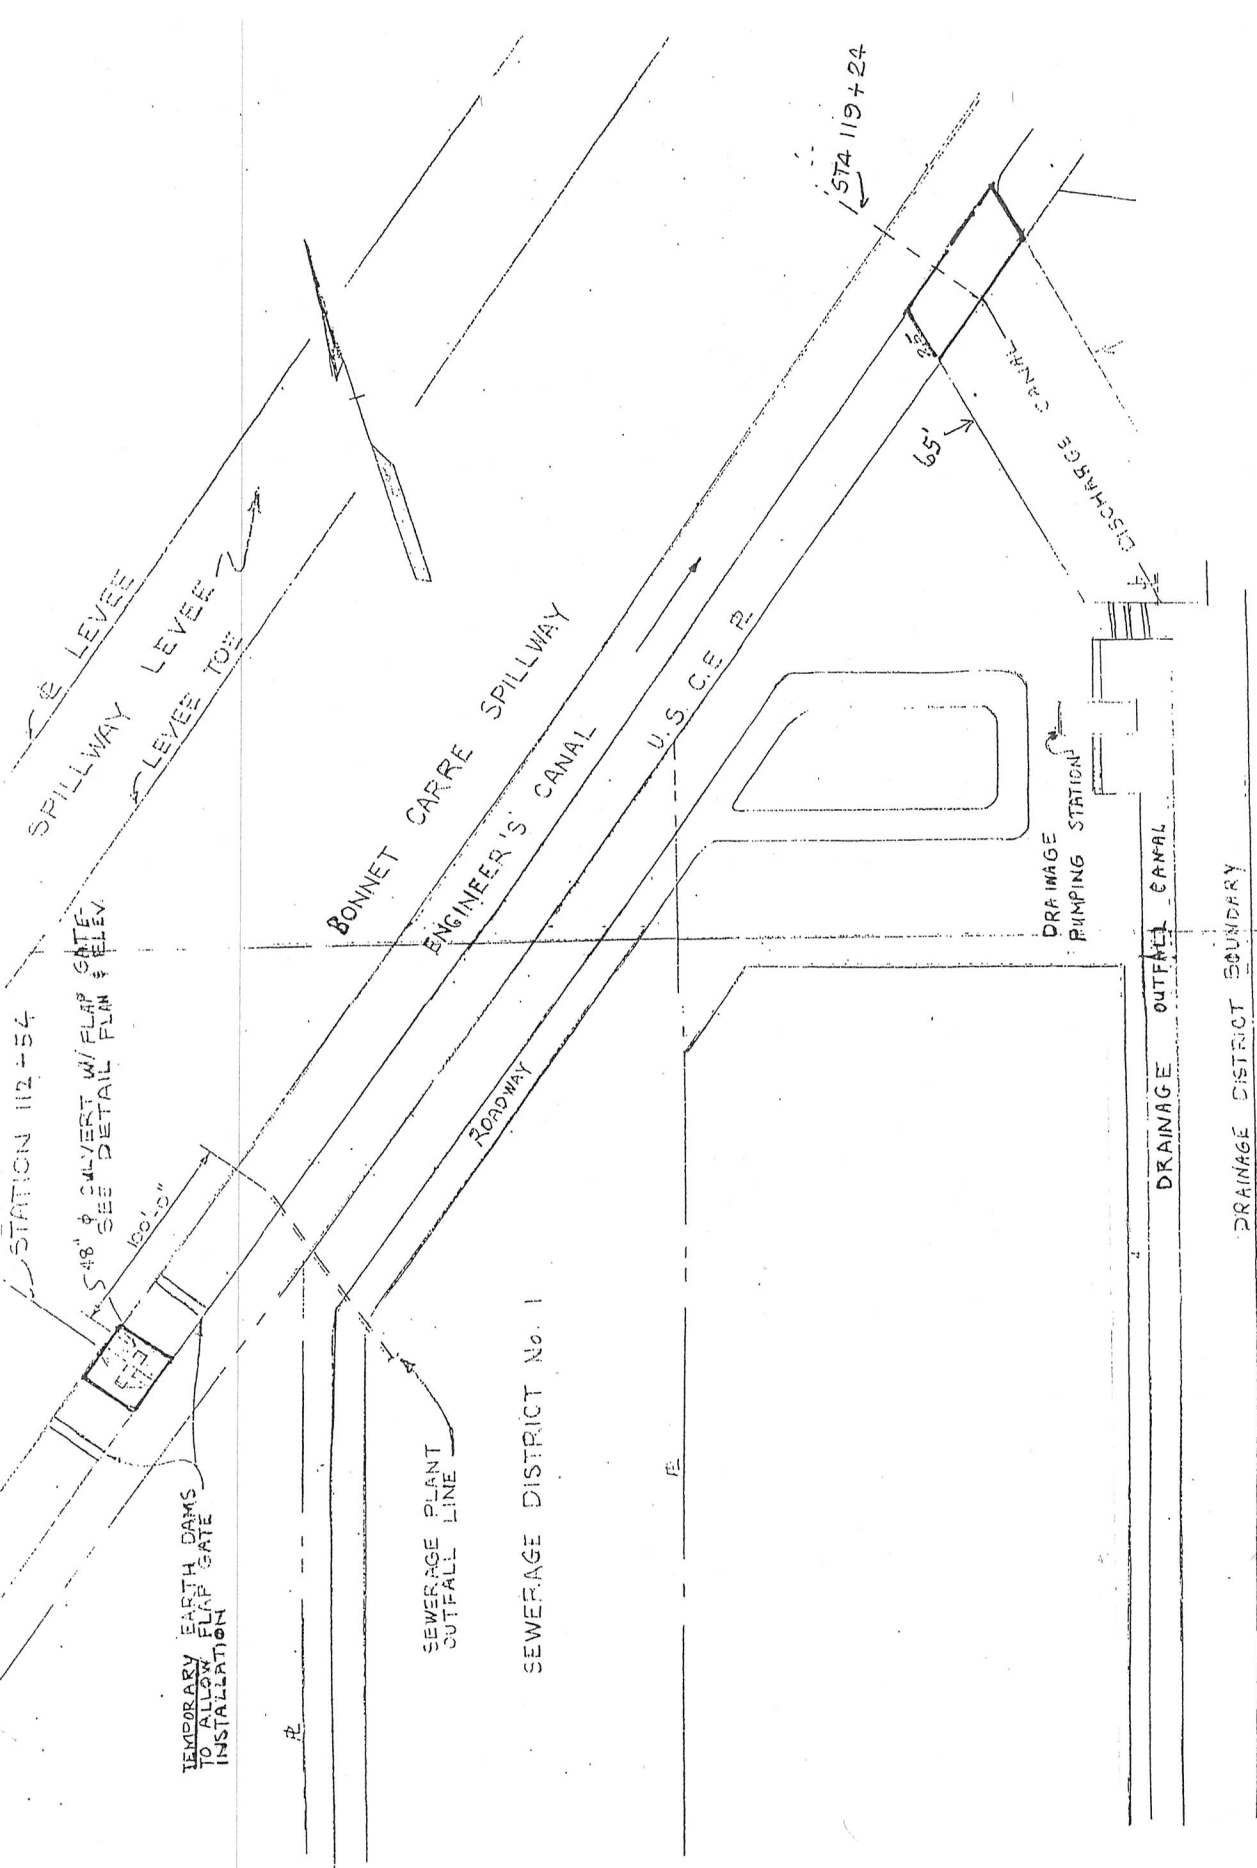 ℄ LEVEE
SPILLWAY LEVEE
LEVEE TOE
STATION 112+54
48" ϕ CULVERT W/ FLAP GATE-
SEE DETAIL PLAN & ELEV.
100'-0"
TEMPORARY EARTH DAMS
TO ALLOW FLAP GATE
INSTALLATION
BONNET CARRE SPILLWAY
ENGINEER'S CANAL
U.S.C.E ⅊
ROADWAY
STA 119+24
25'
65'
DISCHARGE CANAL
SEWERAGE PLANT
OUTFALL LINE
SEWERAGE DISTRICT No. 1
⅊
⅊
DRAINAGE
PUMPING STATION
DRAINAGE OUTFALL CANAL
DRAINAGE DISTRICT BOUNDARY